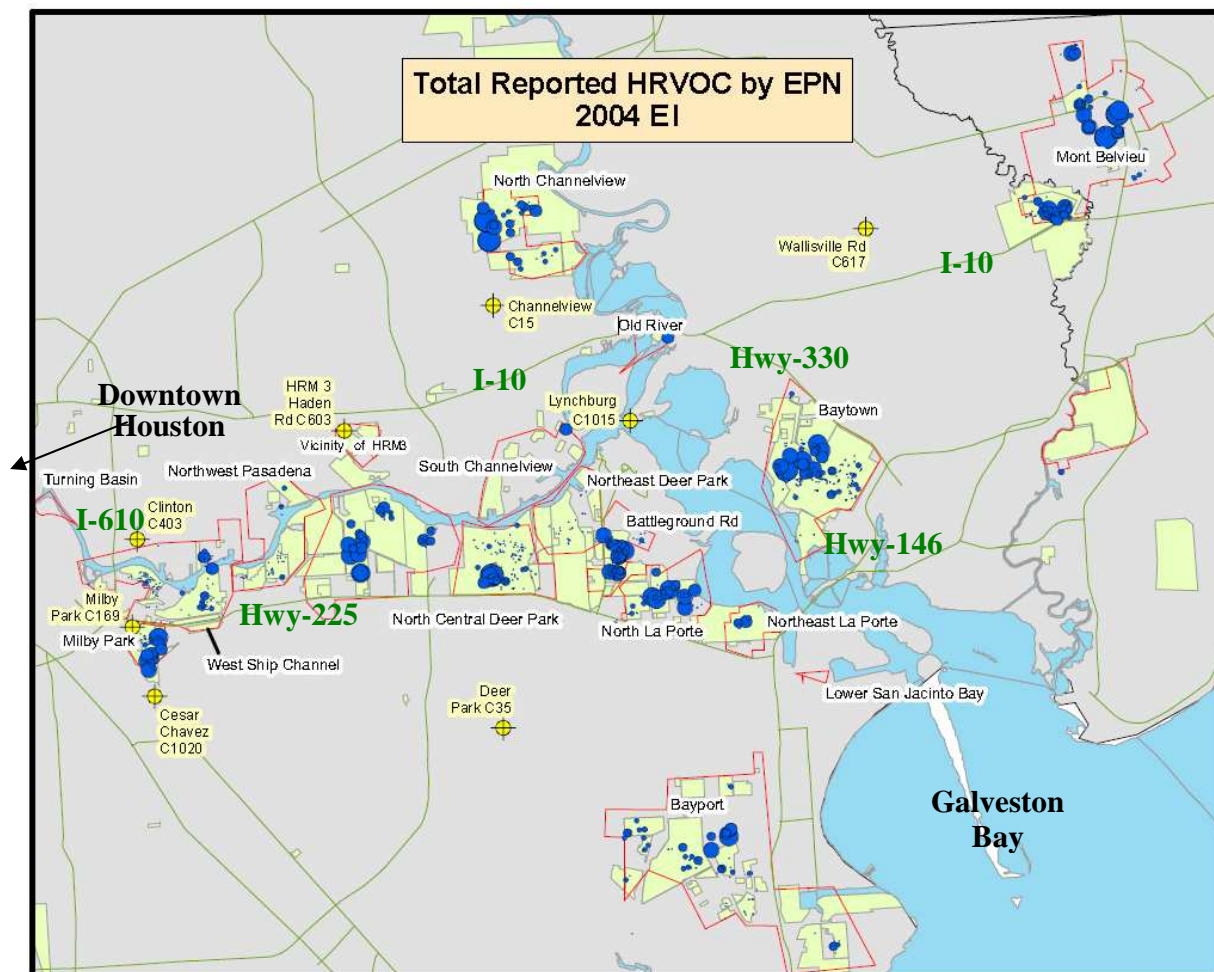 Total Reported HRVOC by EPN
2004 EI
Mont Belvieu
North Channelview
Wallisville Rd
C617
I-10
Channelview
C15
Old River
Hwy-330
I-10
Downtown
Houston
HRM 3
Haden
Rd C603
Lynchburg
C1015
Baytown
Vicinity of HRM3
South Channelview
Northwest Pasadena
Turning Basin
Northeast Deer Park
I-610
Clinton
C403
Battleground Rd
Hwy-146
Milby
Park C169
Hwy-225
North Central Deer Park
North La Porte
Northeast La Porte
Milby Park
West Ship Channel
Lower San Jacinto Bay
Deer
Park C35
Cesar
Chavez
C1020
Bayport
Galveston
Bay